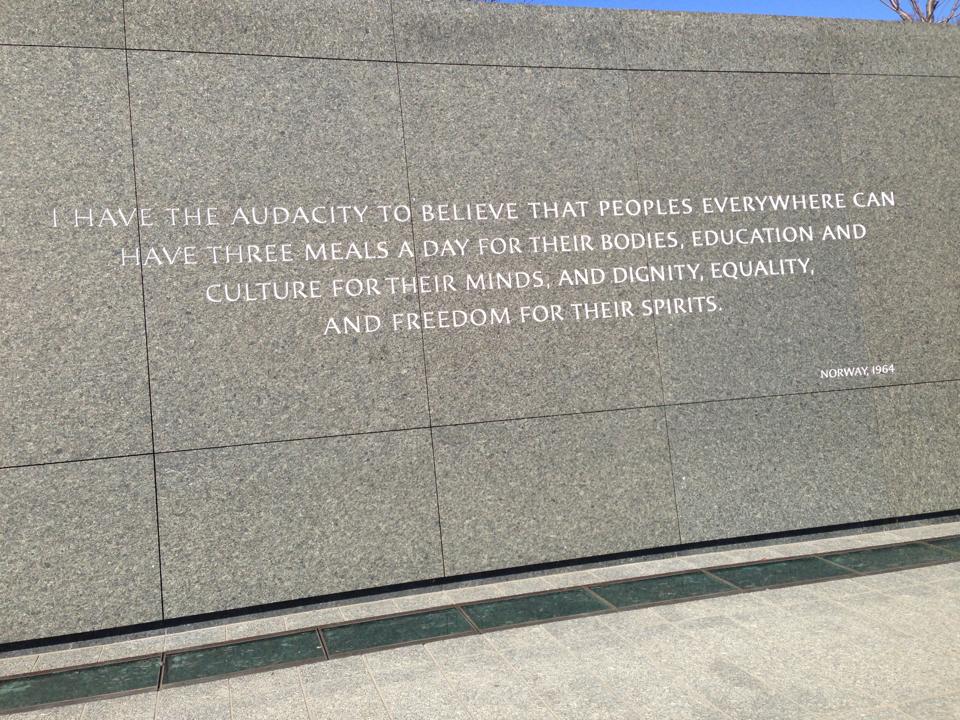 I HAVE THE AUDACITY TO BELIEVE THAT PEOPLES EVERYWHERE CAN
HAVE THREE MEALS A DAY FOR THEIR BODIES, EDUCATION AND
CULTURE FOR THEIR MINDS, AND DIGNITY, EQUALITY,
AND FREEDOM FOR THEIR SPIRITS.
NORWAY, 1964